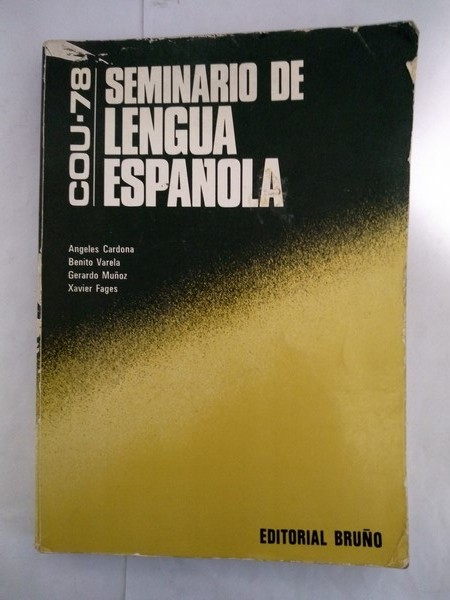 COU-78
SEMINARIO DE
LENGUA
ESPAÑOLA
Angeles Cardona
Benito Varela
Gerardo Muñoz
Xavier Fages
EDITORIAL BRUÑO